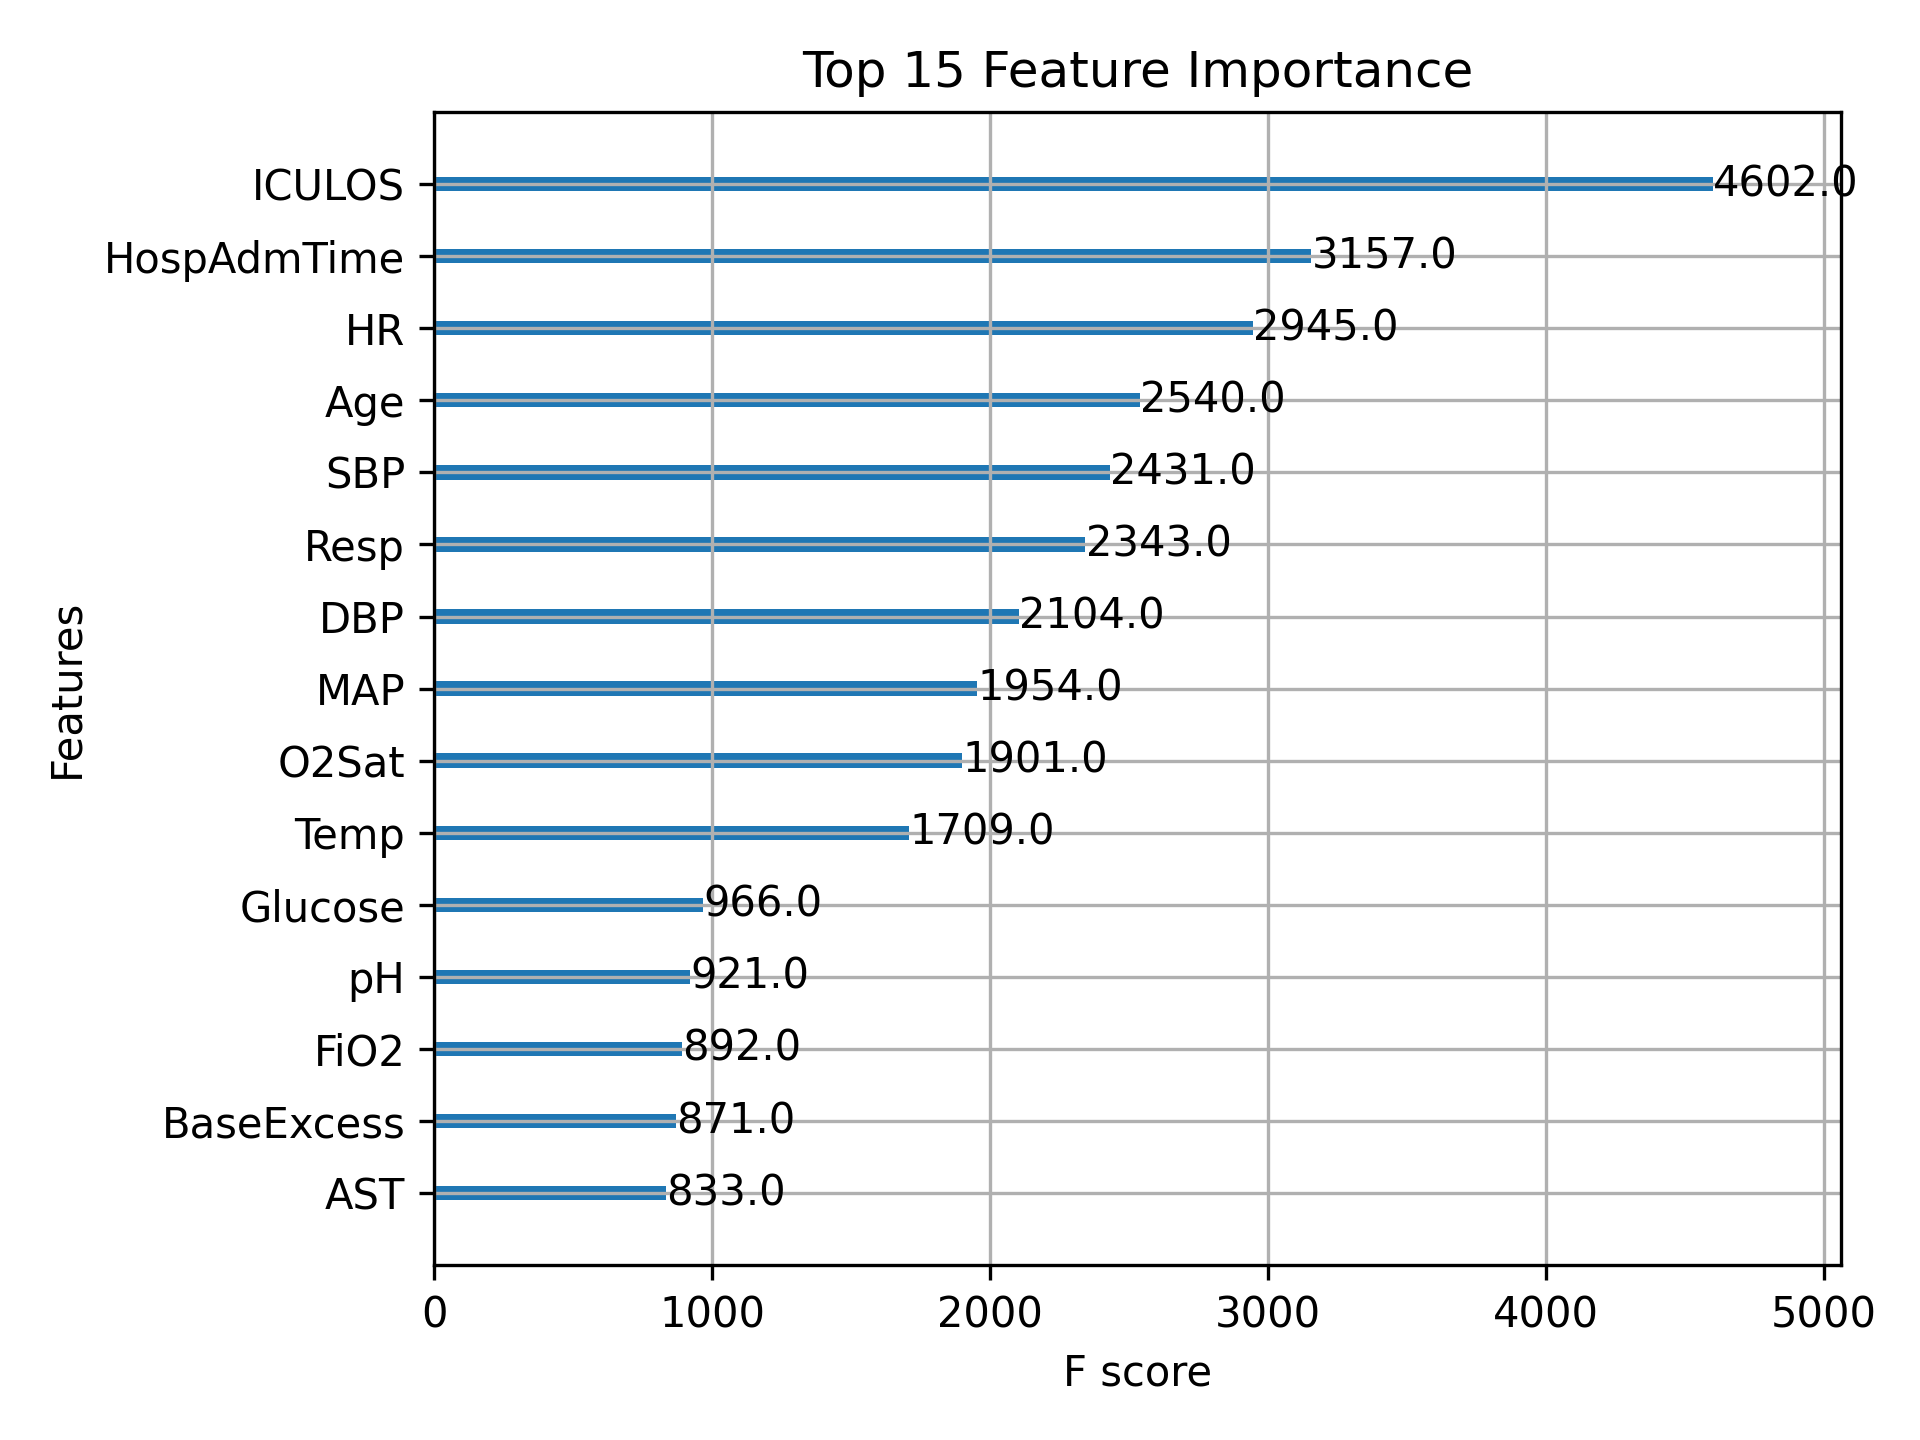 Top 15 Feature Importance
ICULOS 4602.0
HospAdmTime 3157.0
HR 2945.0
Age 2540.0
SBP 2431.0
Resp 2343.0
DBP 2104.0
MAP 1954.0
O2Sat 1901.0
Temp 1709.0
Glucose 966.0
pH 921.0
FiO2 892.0
BaseExcess 871.0
AST 833.0
Features
0 1000 2000 3000 4000 5000
F score